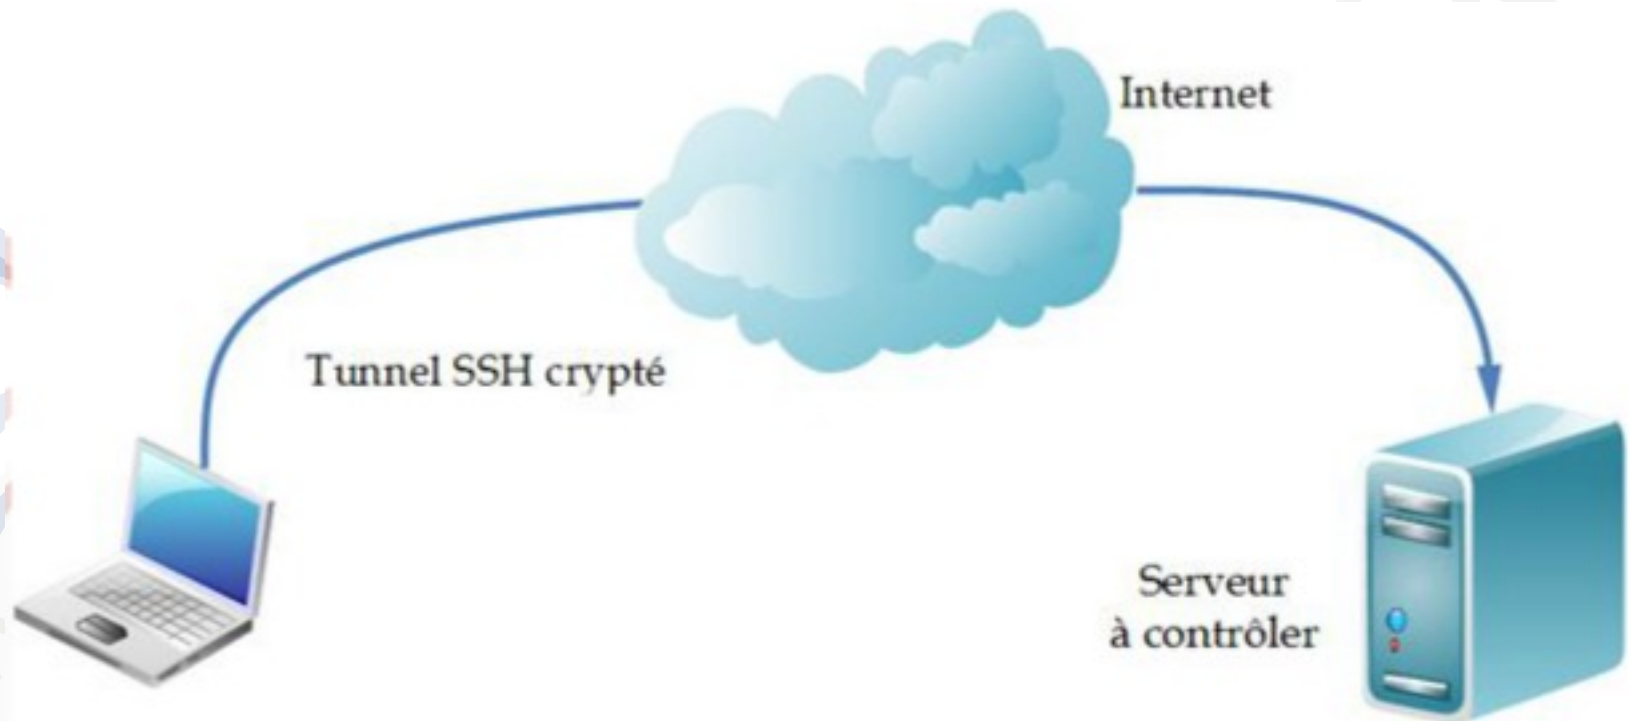 Internet
Tunnel SSH crypté
Serveur
à contrôler